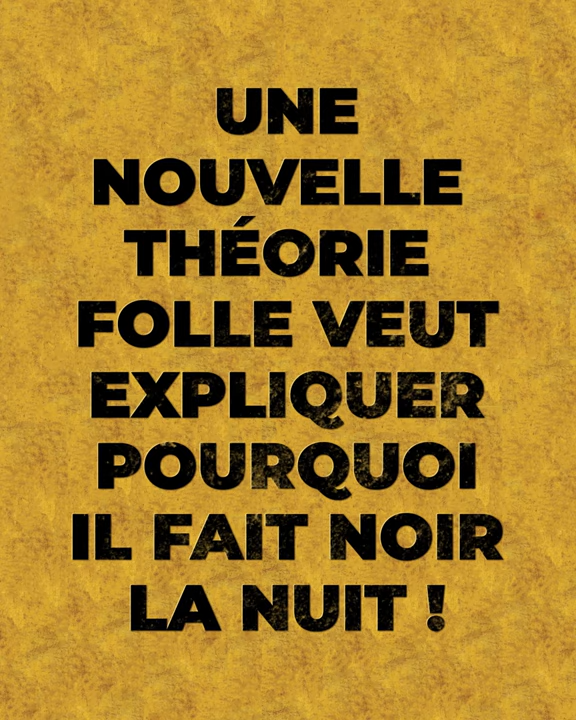 UNE
NOUVELLE
THÉORIE
FOLLE VEUT
EXPLIQUER
POURQUOI
IL FAIT NOIR
LA NUIT !